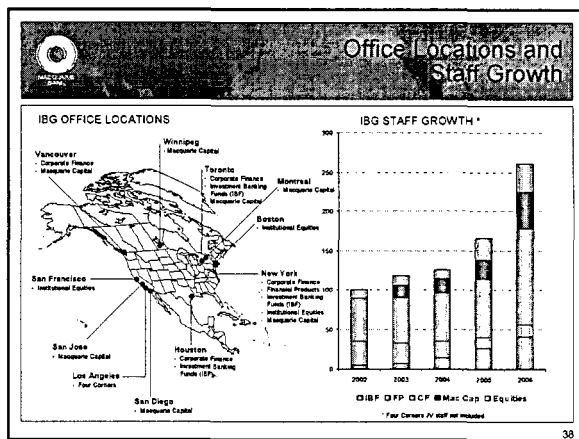 MACQUARIE
BANK
Office Locations and
Staff Growth
IBG OFFICE LOCATIONS
Vancouver
- Corporate Finance
- Macquarie Capital
Winnipeg
- Macquarie Capital
Toronto
- Corporate Finance
- Investment Banking
Funds (IBF)
- Macquarie Capital
Montreal
- Macquarie Capital
Boston
- Institutional Equities
New York
- Corporate Finance
- Financial Products
- Investment Banking
Funds (IBF)
- Institutional Equities
- Macquarie Capital
San Francisco
- Institutional Equities
San Jose
- Macquarie Capital
Los Angeles
- Four Corners
San Diego
- Macquarie Capital
Houston
- Corporate Finance
- Investment Banking
Funds (IBF)
IBG STAFF GROWTH *
300
250
200
150
100
50
0
2002 2003 2004 2005 2006
IBF FP CF Mac Cap Equities
* Four Corners JV staff not included
38